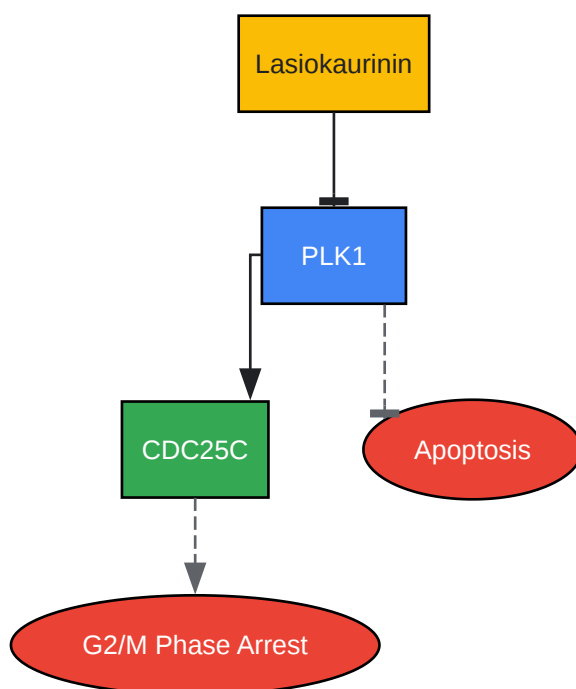 Lasiokaurinin
PLK1
CDC25C
Apoptosis
G2/M Phase Arrest